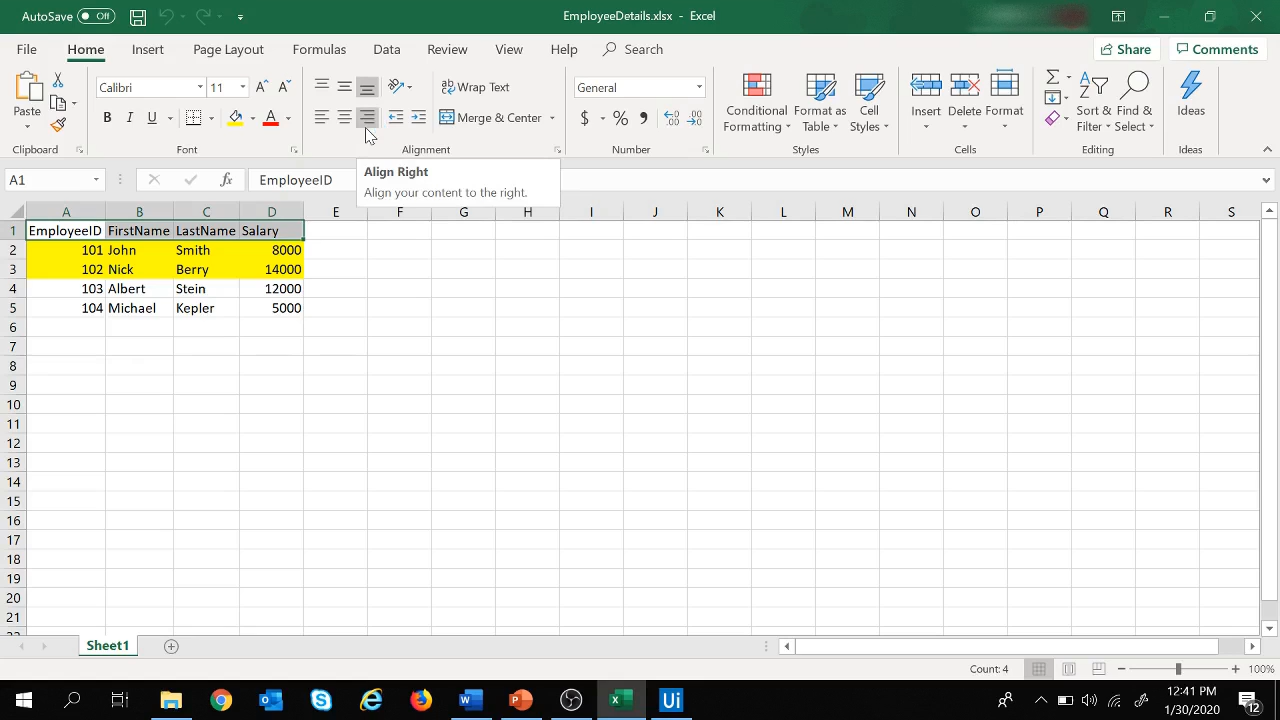 AutoSave Off EmployeeDetails.xlsx - Excel
File Home Insert Page Layout Formulas Data Review View Help Search Share Comments
Paste
Clipboard
Calibri 11
B I U
Font
Wrap Text
Merge & Center
Alignment
General
$ % ,
Number
Conditional Formatting
Format as Table
Cell Styles
Styles
Insert Delete Format
Cells
Sort & Filter
Find & Select
Editing
Ideas
Ideas
Align Right
Align your content to the right.
A1 fx EmployeeID
A B C D E F G H I J K L M N O P Q R S
1 EmployeeID FirstName LastName Salary
2 101 John Smith 8000
3 102 Nick Berry 14000
4 103 Albert Stein 12000
5 104 Michael Kepler 5000
6
7
8
9
10
11
12
13
14
15
16
17
18
19
20
21
Sheet1
Count: 4 100%
12:41 PM
1/30/2020
12